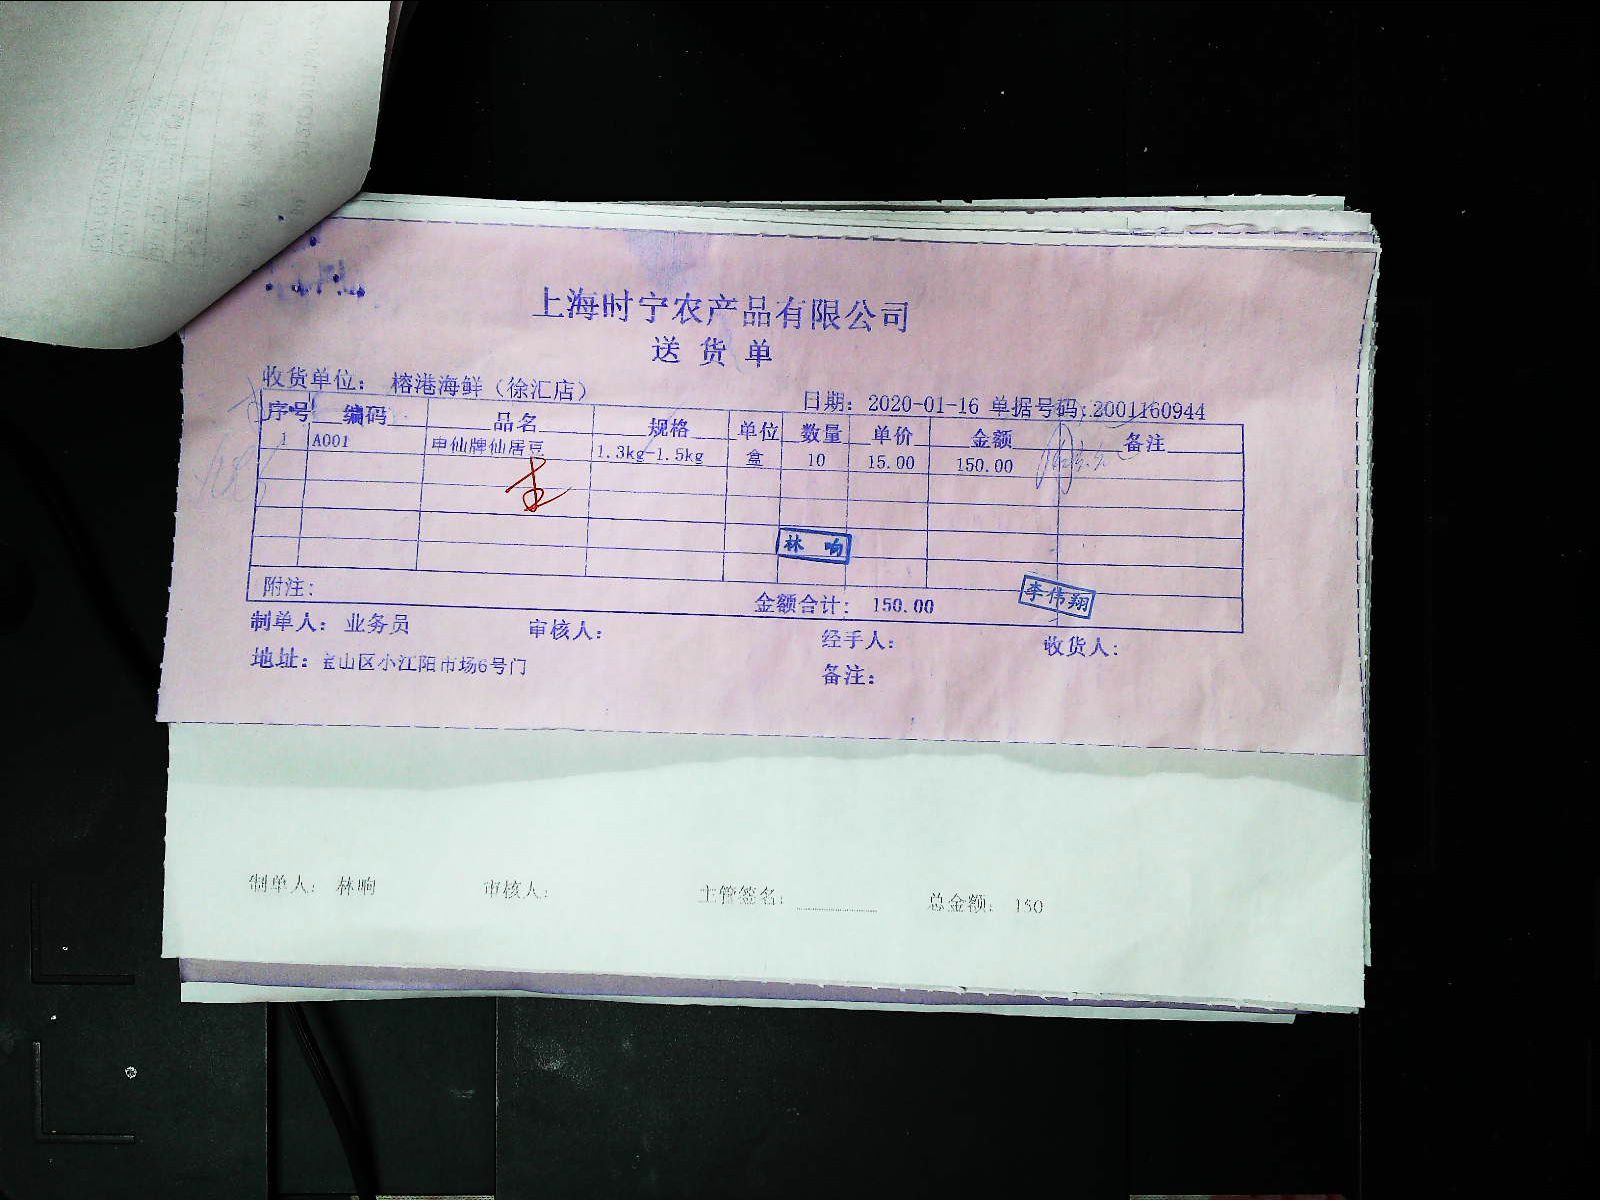 上海时宁农产品有限公司
送货单
收货单位: 榕港海鲜（徐汇店） 日期: 2020-01-16 单据号码:2001160944
序号 编码 品名 规格 单位 数量 单价 金额 备注
1 A001 申仙牌仙居豆 1.3kg-1.5kg 盒 10 15.00 150.00
林 响
李伟翔
附注: 金额合计: 150.00
制单人: 业务员 审核人: 经手人: 收货人:
地址: 宝山区小江阳市场6号门 备注:
制单人: 林响 审核人: 主管签名: 总金额: 150